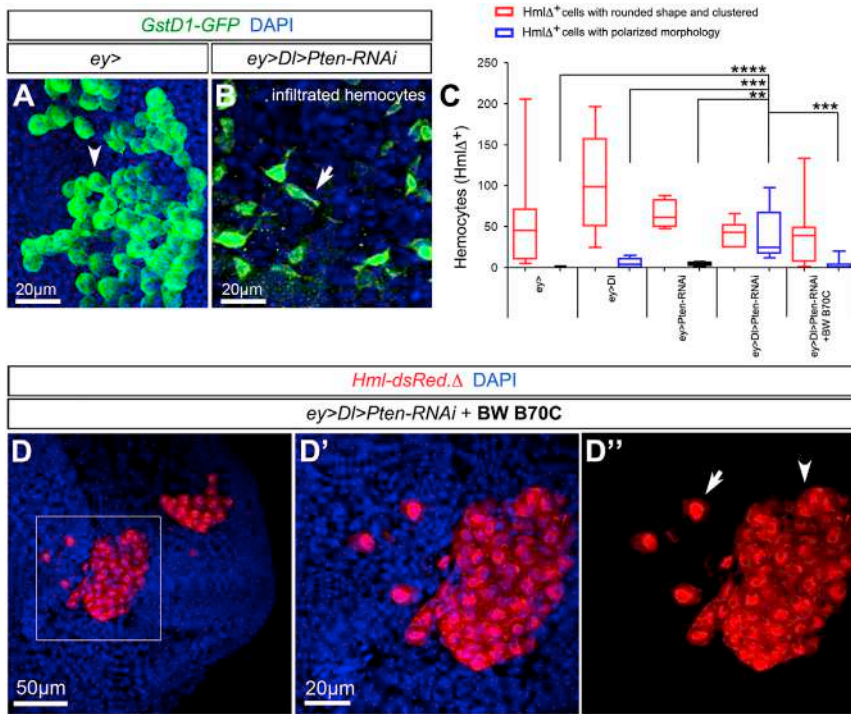 GstD1-GFP DAPI
ey>
ey>Dl>Pten-RNAi
A
20μm
B
infiltrated hemocytes
20μm
HmlΔ+ cells with rounded shape and clustered
HmlΔ+ cells with polarized morphology
C
Hemocytes (HmlΔ+)
250
200
150
100
50
0
****
***
**
***
ey>
ey>Dl
ey>Pten-RNAi
ey>Dl>Pten-RNAi
ey>Dl>Pten-RNAi
+BW B70C
Hml-dsRed.Δ DAPI
ey>Dl>Pten-RNAi + BW B70C
D
50μm
D'
20μm
D''